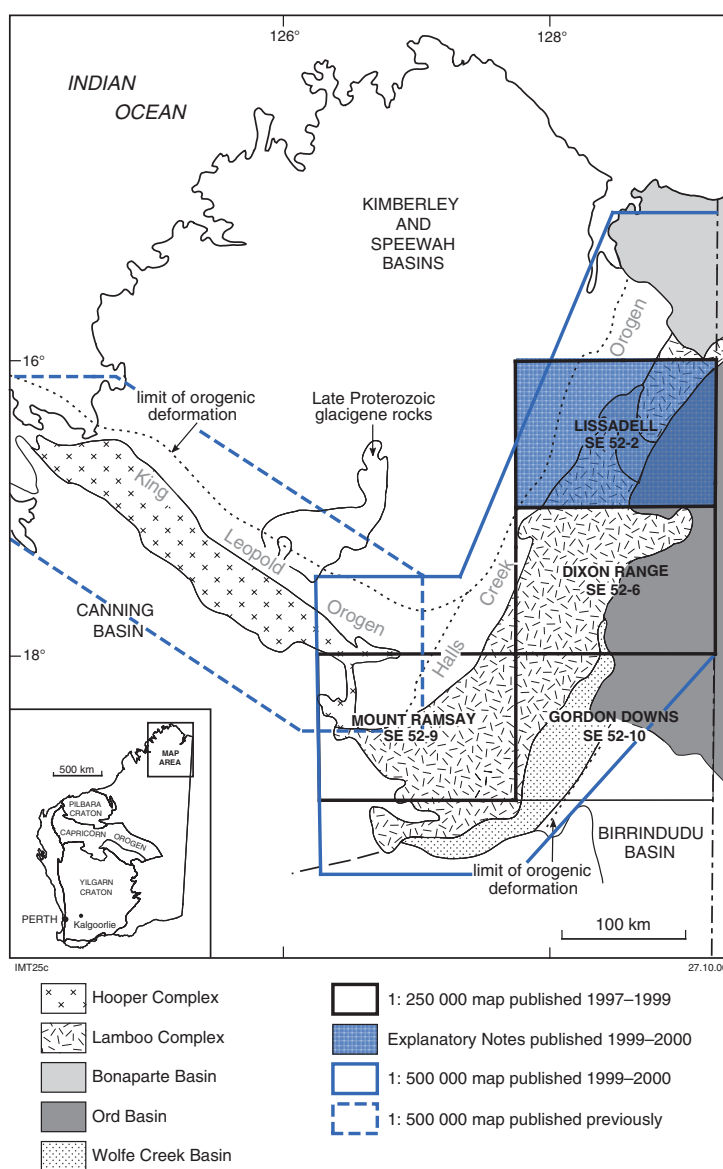 126°
128°
INDIAN
OCEAN
KIMBERLEY
AND
SPEEWAH
BASINS
Orogen
16°
limit of orogenic
deformation
Late Proterozoic
glacigene rocks
LISSADELL
SE 52-2
King
Leopold
Orogen
Creek
Halls
DIXON RANGE
SE 52-6
CANNING
BASIN
18°
MOUNT RAMSAY
SE 52-9
GORDON DOWNS
SE 52-10
500 km
MAP
AREA
PILBARA
CRATON
CAPRICORN
OROGEN
YILGARN
CRATON
PERTH
Kalgoorlie
BIRRINDUDU
BASIN
limit of orogenic
deformation
100 km
IMT25c
27.10.00
Hooper Complex
Lamboo Complex
Bonaparte Basin
Ord Basin
Wolfe Creek Basin
1: 250 000 map published 1997–1999
Explanatory Notes published 1999–2000
1: 500 000 map published 1999–2000
1: 500 000 map published previously